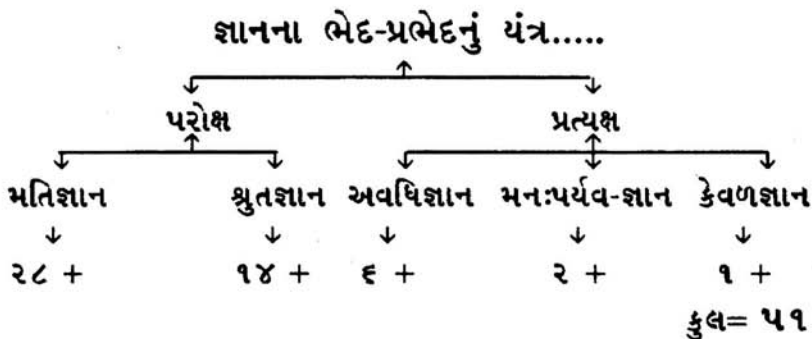 જ્ઞાનના ભેદ-પ્રભેદનું યંત્ર.....
પરોક્ષ પ્રત્યક્ષ
મતિજ્ઞાન શ્રુતજ્ઞાન અવધિજ્ઞાન મનઃપર્યવ-જ્ઞાન કેવળજ્ઞાન
૨૮ + ૧૪ + ૬ + ૨ + ૧ +
કુલ= ૫૧